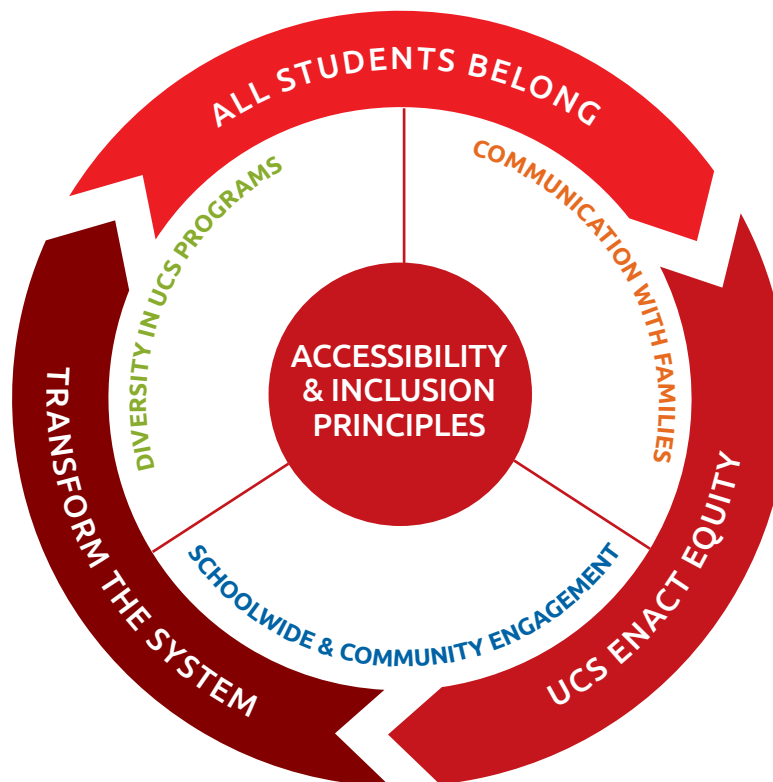 ALL STUDENTS BELONG
DIVERSITY IN UCS PROGRAMS
COMMUNICATION WITH FAMILIES
ACCESSIBILITY
& INCLUSION
PRINCIPLES
SCHOOLWIDE & COMMUNITY ENGAGEMENT
TRANSFORM THE SYSTEM
UCS ENACT EQUITY